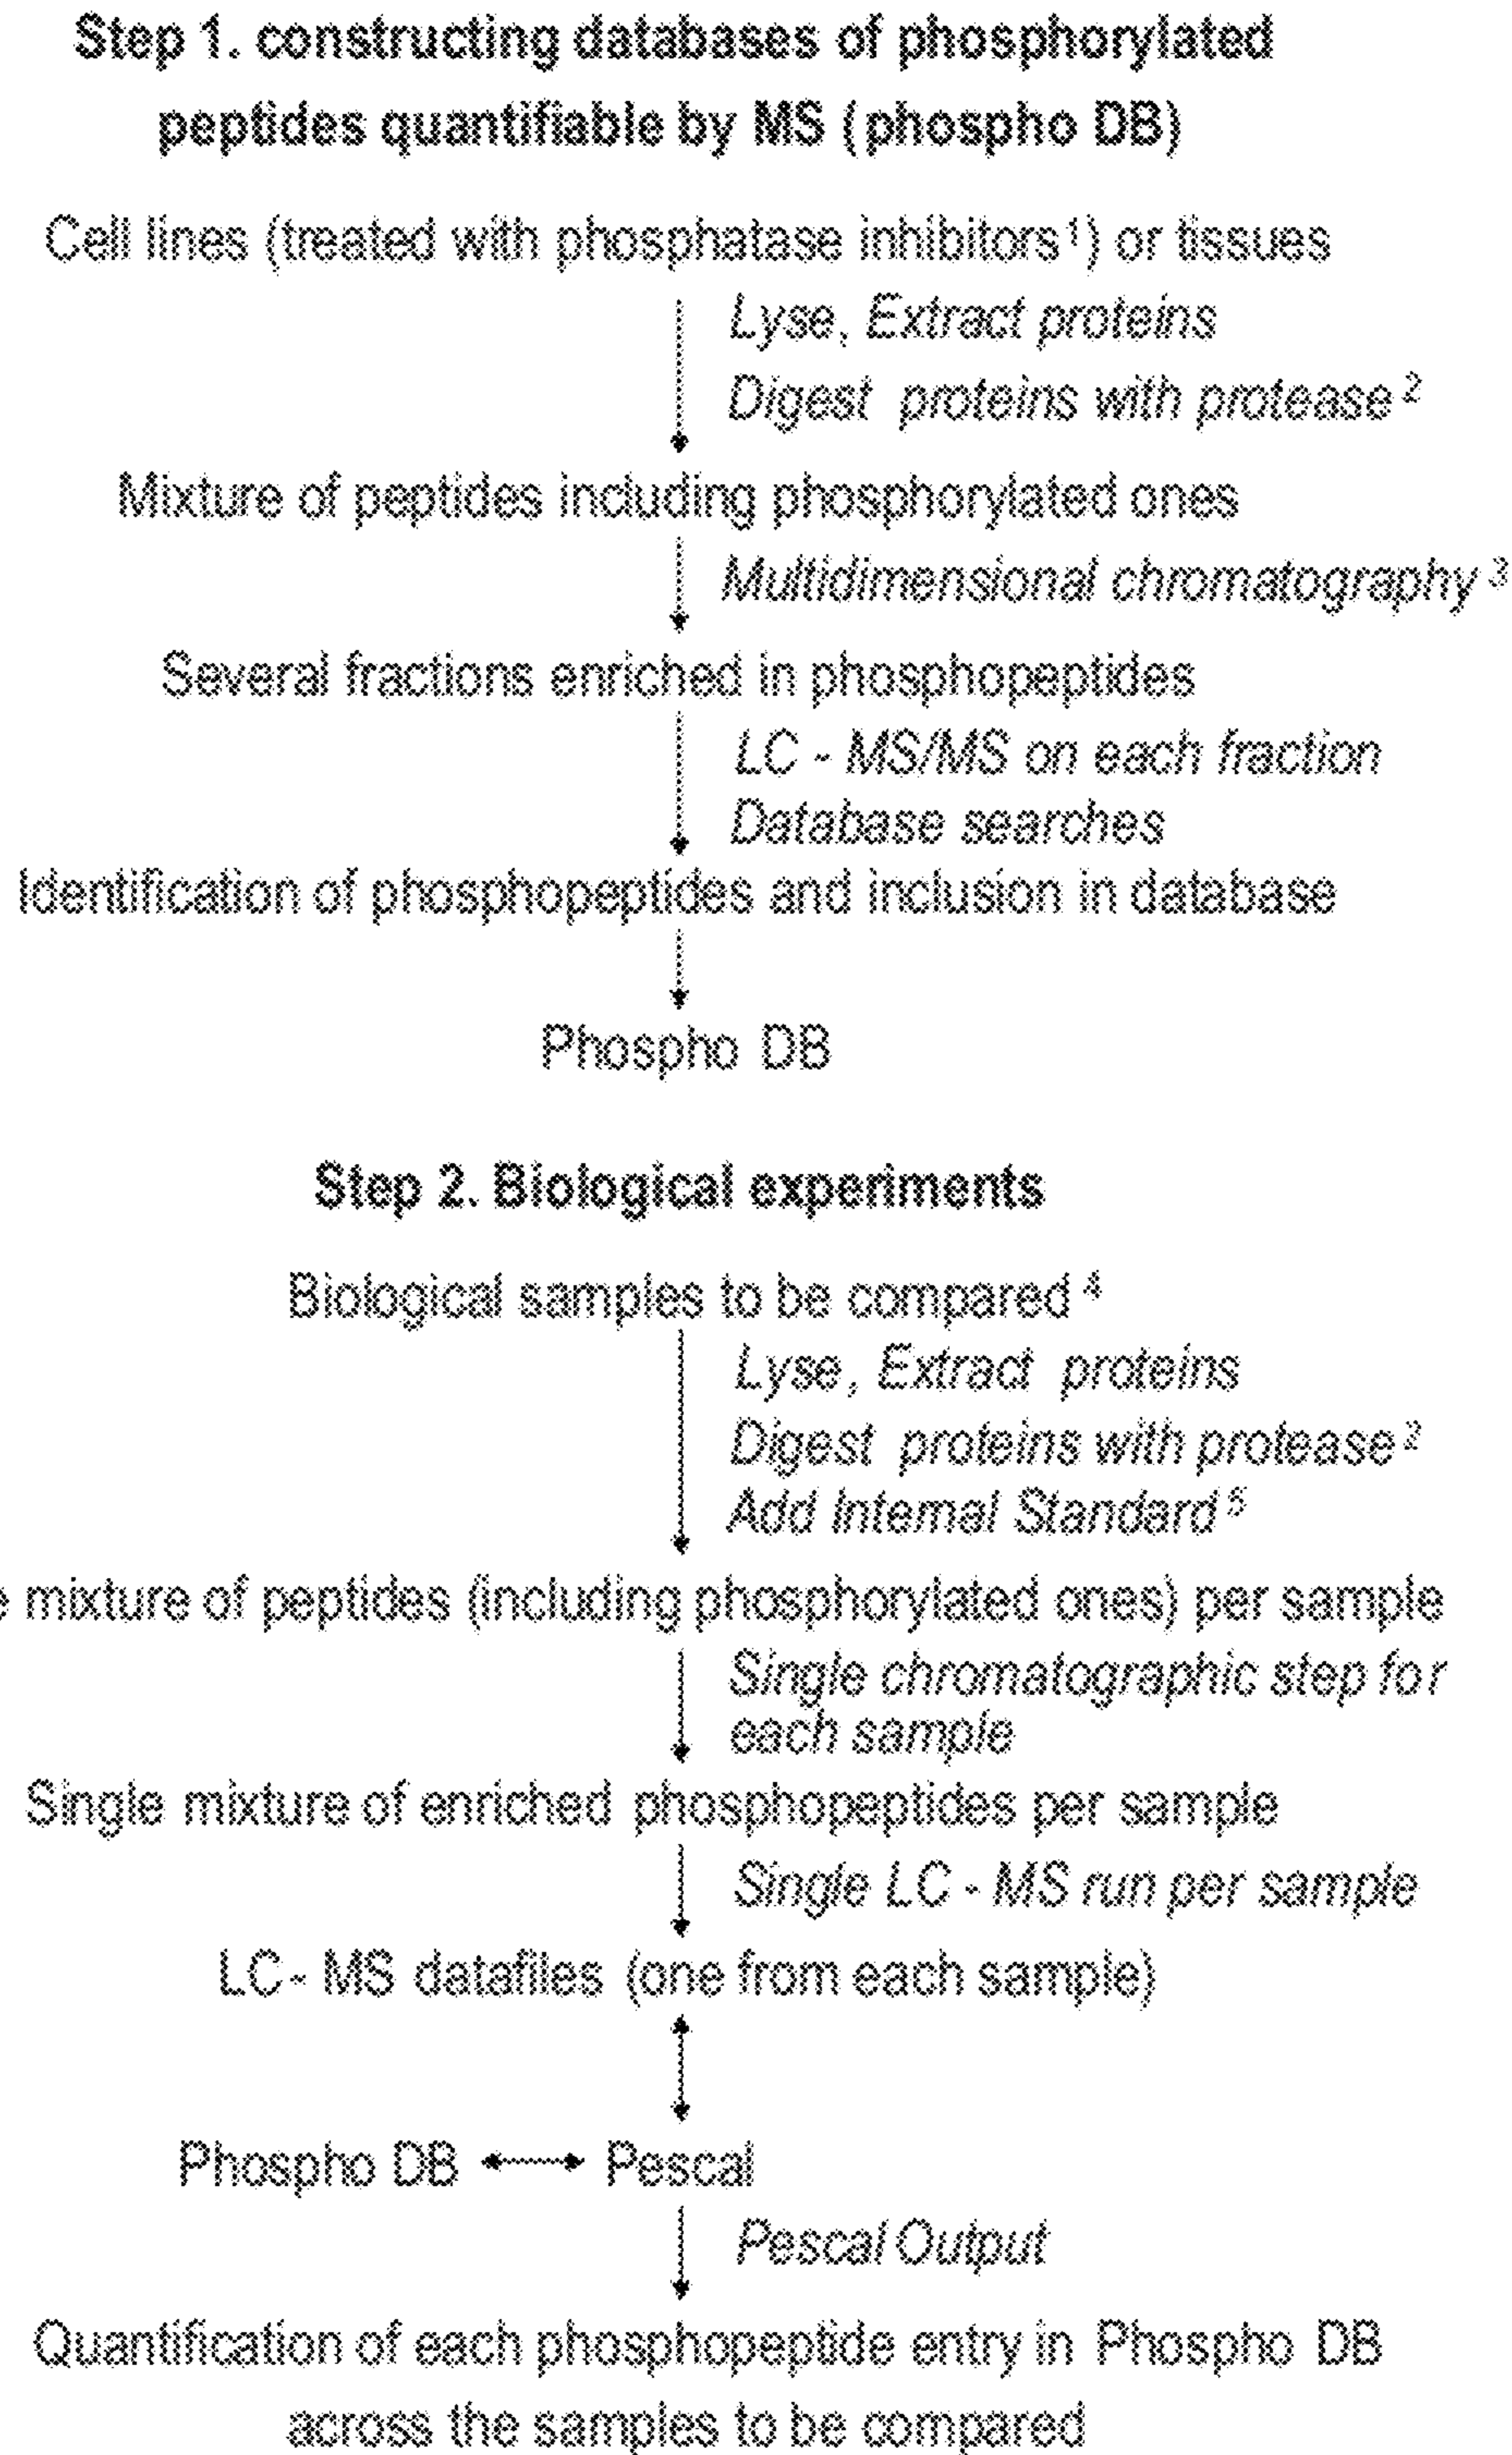 Step 1. constructing databases of phosphorylated
peptides quantifiable by MS (phospho DB)
Cell lines (treated with phosphatase inhibitors¹) or tissues
Lyse, Extract proteins
Digest proteins with protease²
Mixture of peptides including phosphorylated ones
Multidimensional chromatography³
Several fractions enriched in phosphopeptides
LC - MS/MS on each fraction
Database searches
Identification of phosphopeptides and inclusion in database
Phospho DB
Step 2. Biological experiments
Biological samples to be compared⁴
Lyse, Extract proteins
Digest proteins with protease²
Add Internal Standard⁵
mixture of peptides (including phosphorylated ones) per sample
Single chromatographic step for
each sample
Single mixture of enriched phosphopeptides per sample
Single LC - MS run per sample
LC- MS datafiles (one from each sample)
Phospho DB Pescal
Pescal Output
Quantification of each phosphopeptide entry in Phospho DB
across the samples to be compared